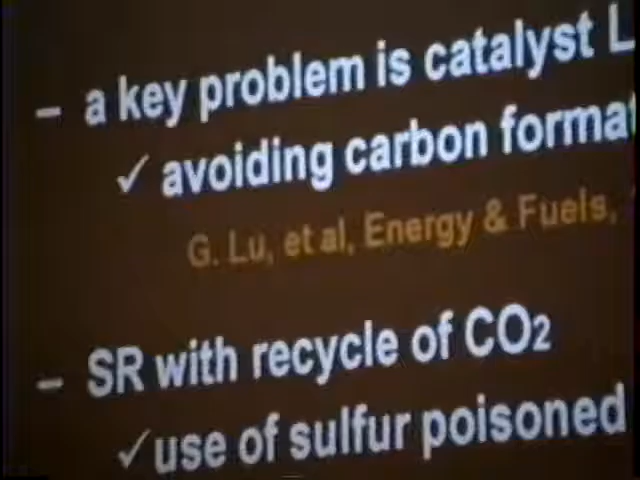 – a key problem is catalyst L
✓ avoiding carbon format
G. Lu, et al, Energy & Fuels,
– SR with recycle of CO2
✓ use of sulfur poisoned